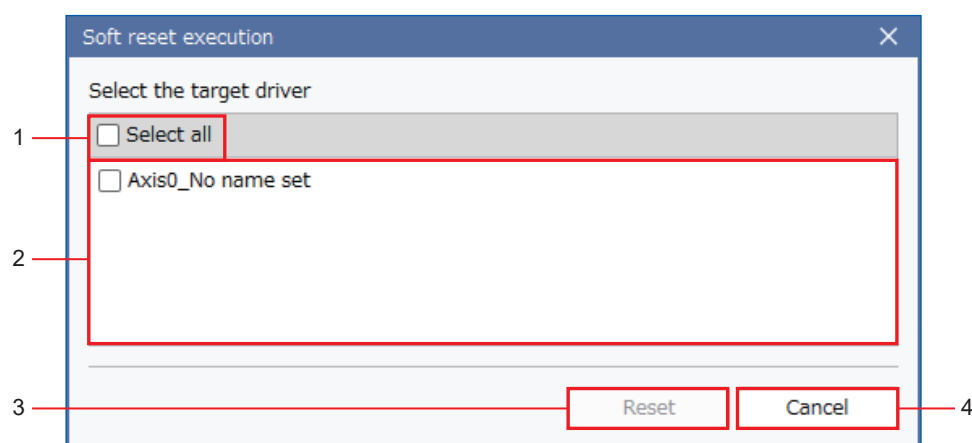 Soft reset execution
Select the target driver
1
Select all
Axis0_No name set
2
3
Reset
Cancel
4